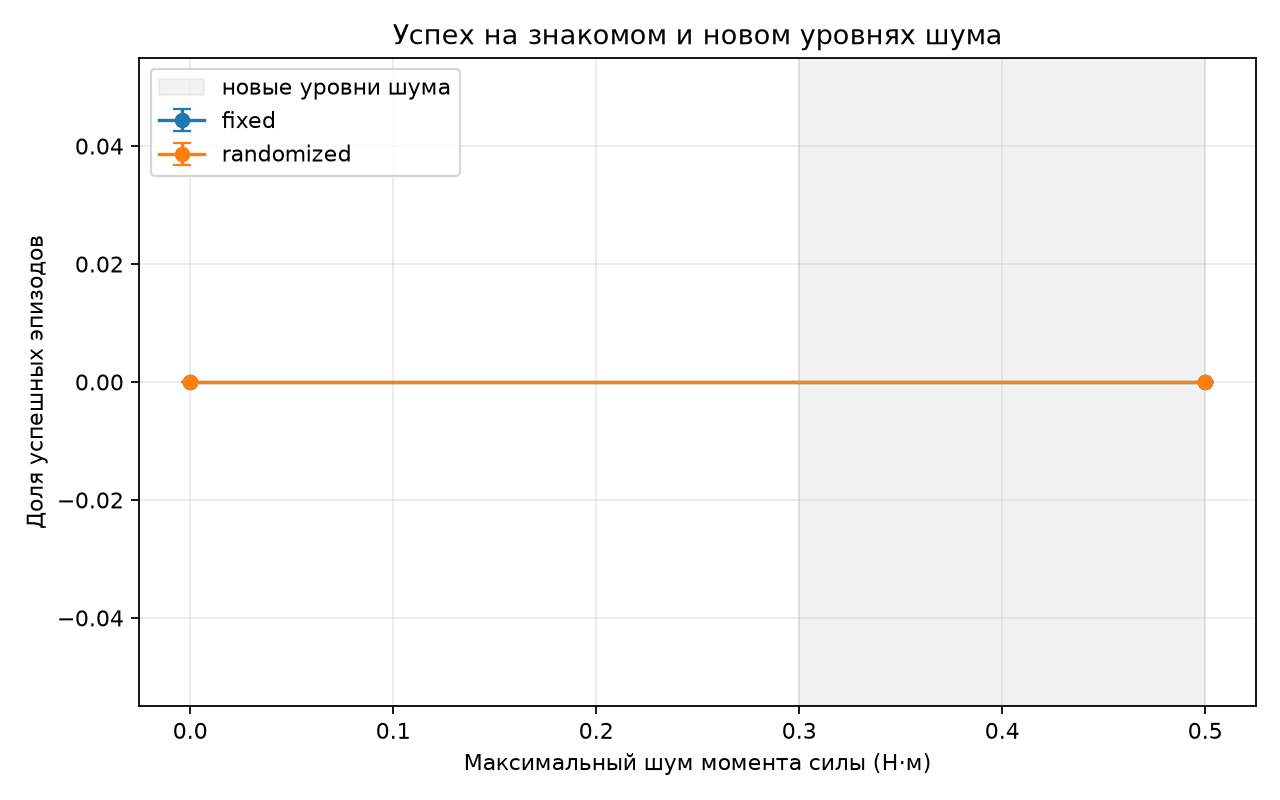 Успех на знакомом и новом уровнях шума
новые уровни шума
fixed
randomized
Доля успешных эпизодов
0.04
0.02
0.00
−0.02
−0.04
0.0 0.1 0.2 0.3 0.4 0.5
Максимальный шум момента силы (Н·м)